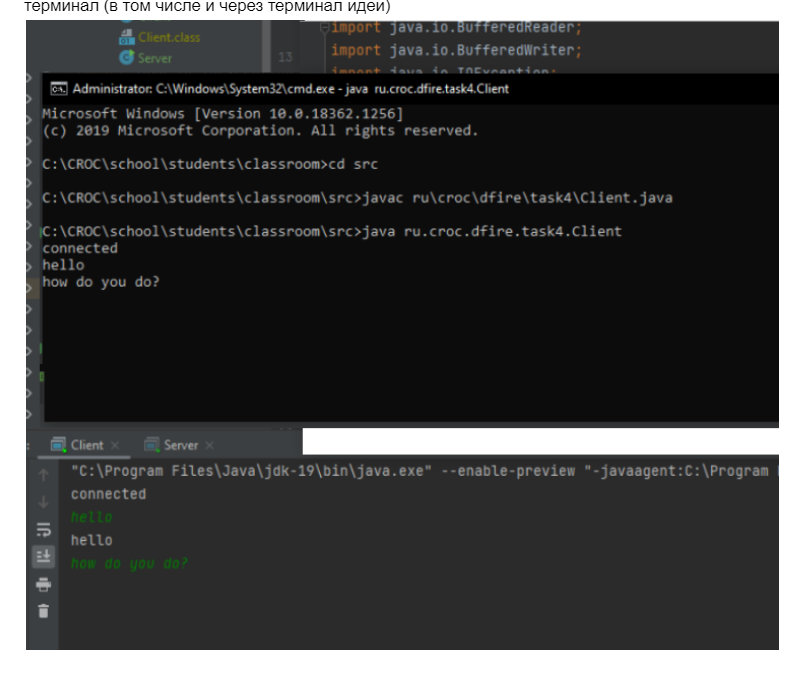 терминал (в том числе и через терминал идеи)
Client.class
Server
13
import java.io.BufferedReader;
import java.io.BufferedWriter;
import java.io.IOException;
Administrator: C:\Windows\System32\cmd.exe - java ru.croc.dfire.task4.Client
Microsoft Windows [Version 10.0.18362.1256]
(c) 2019 Microsoft Corporation. All rights reserved.
C:\CROC\school\students\classroom>cd src
C:\CROC\school\students\classroom\src>javac ru\croc\dfire\task4\Client.java
C:\CROC\school\students\classroom\src>java ru.croc.dfire.task4.Client
connected
hello
how do you do?
Client
Server
"C:\Program Files\Java\jdk-19\bin\java.exe" --enable-preview "-javaagent:C:\Program
connected
hello
hello
how do you do?